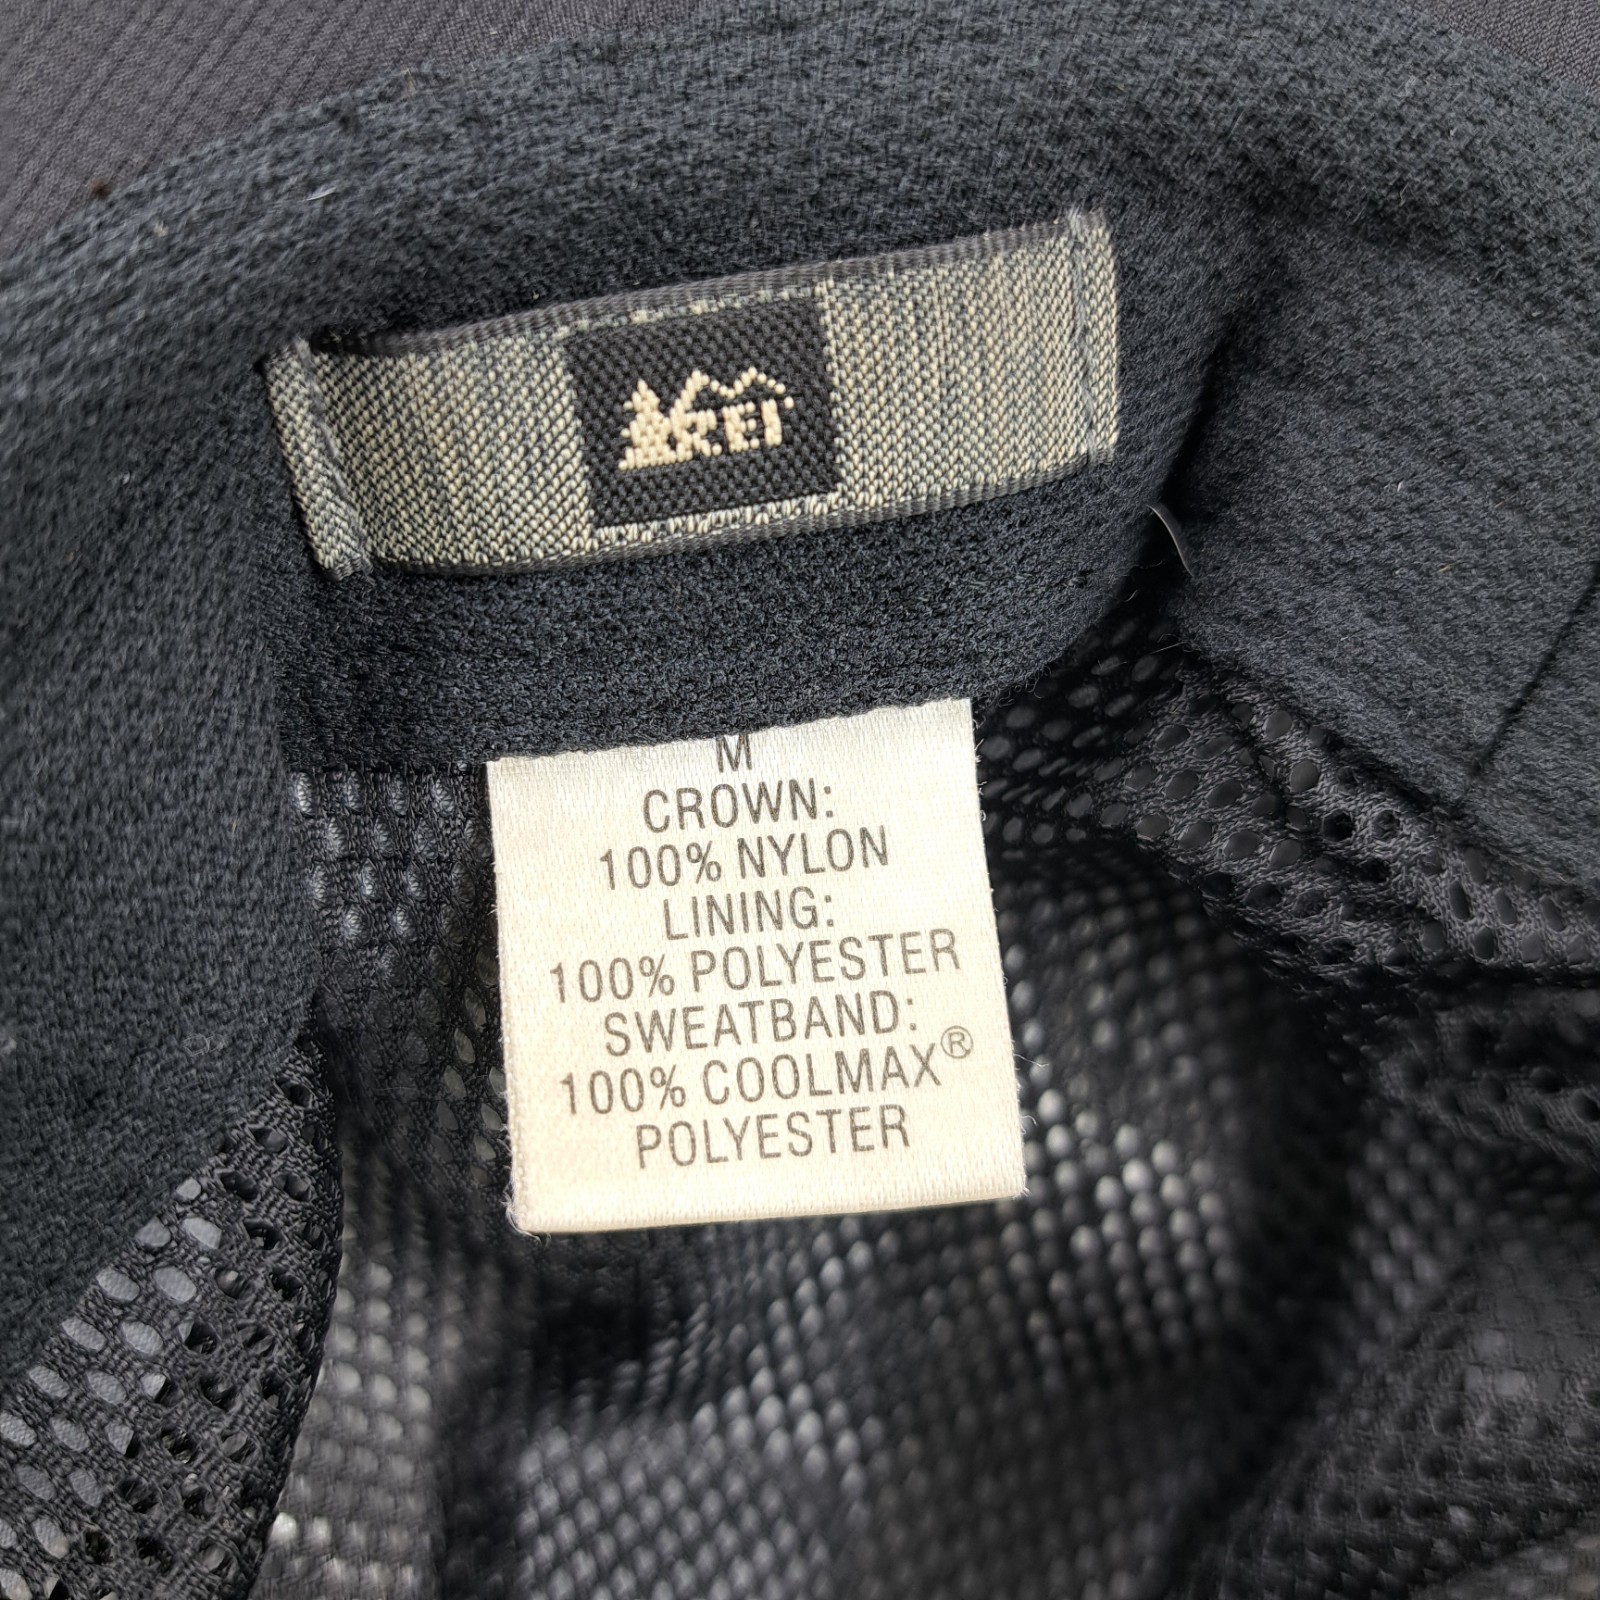 REI
M
CROWN:
100% NYLON
LINING:
100% POLYESTER
SWEATBAND:
100% COOLMAX®
POLYESTER